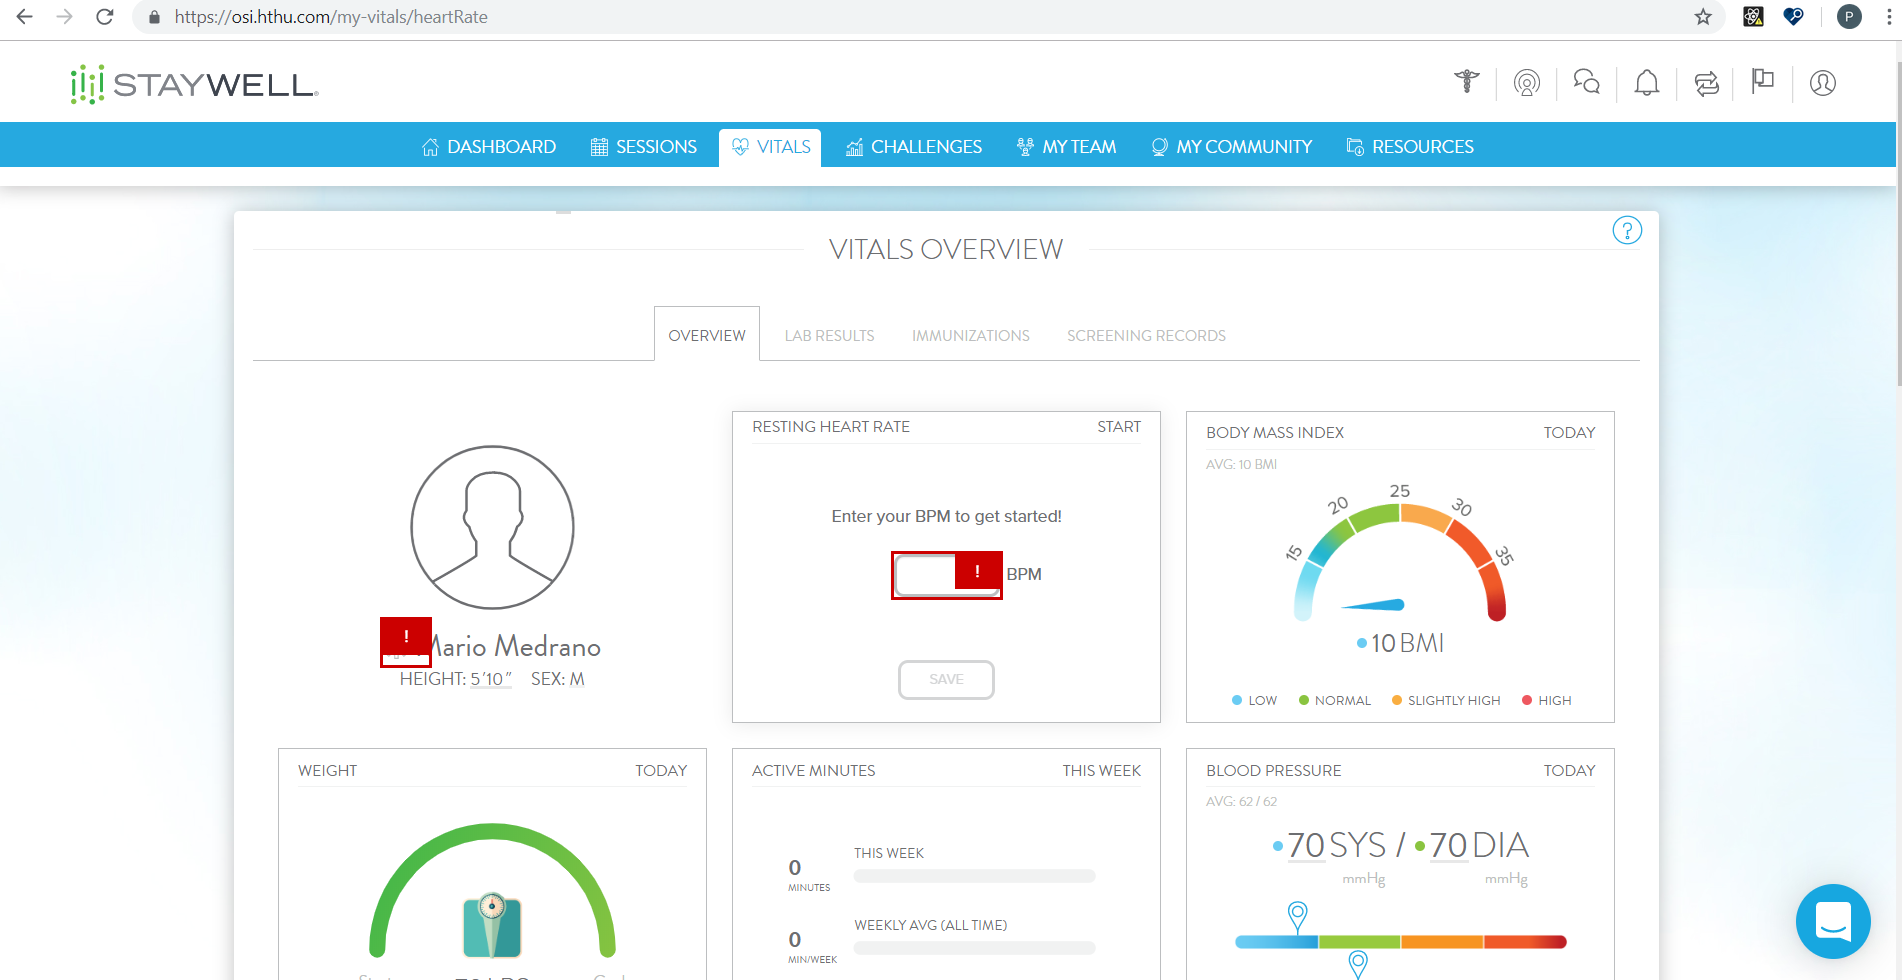 https://osi.hthu.com/my-vitals/heartRate
P
STAYWELL
DASHBOARD SESSIONS VITALS CHALLENGES MY TEAM MY COMMUNITY RESOURCES
?
VITALS OVERVIEW
OVERVIEW LAB RESULTS IMMUNIZATIONS SCREENING RECORDS
!
Mario Medrano
HEIGHT: 5'10" SEX: M
RESTING HEART RATE START
Enter your BPM to get started!
! BPM
SAVE
BODY MASS INDEX TODAY
AVG: 10 BMI
15 20 25 30 35
10 BMI
LOW NORMAL SLIGHTLY HIGH HIGH
WEIGHT TODAY
ACTIVE MINUTES THIS WEEK
0 MINUTES
THIS WEEK
0 MIN/WEEK
WEEKLY AVG (ALL TIME)
BLOOD PRESSURE TODAY
AVG: 62 / 62
70 SYS / 70 DIA
mmHg mmHg